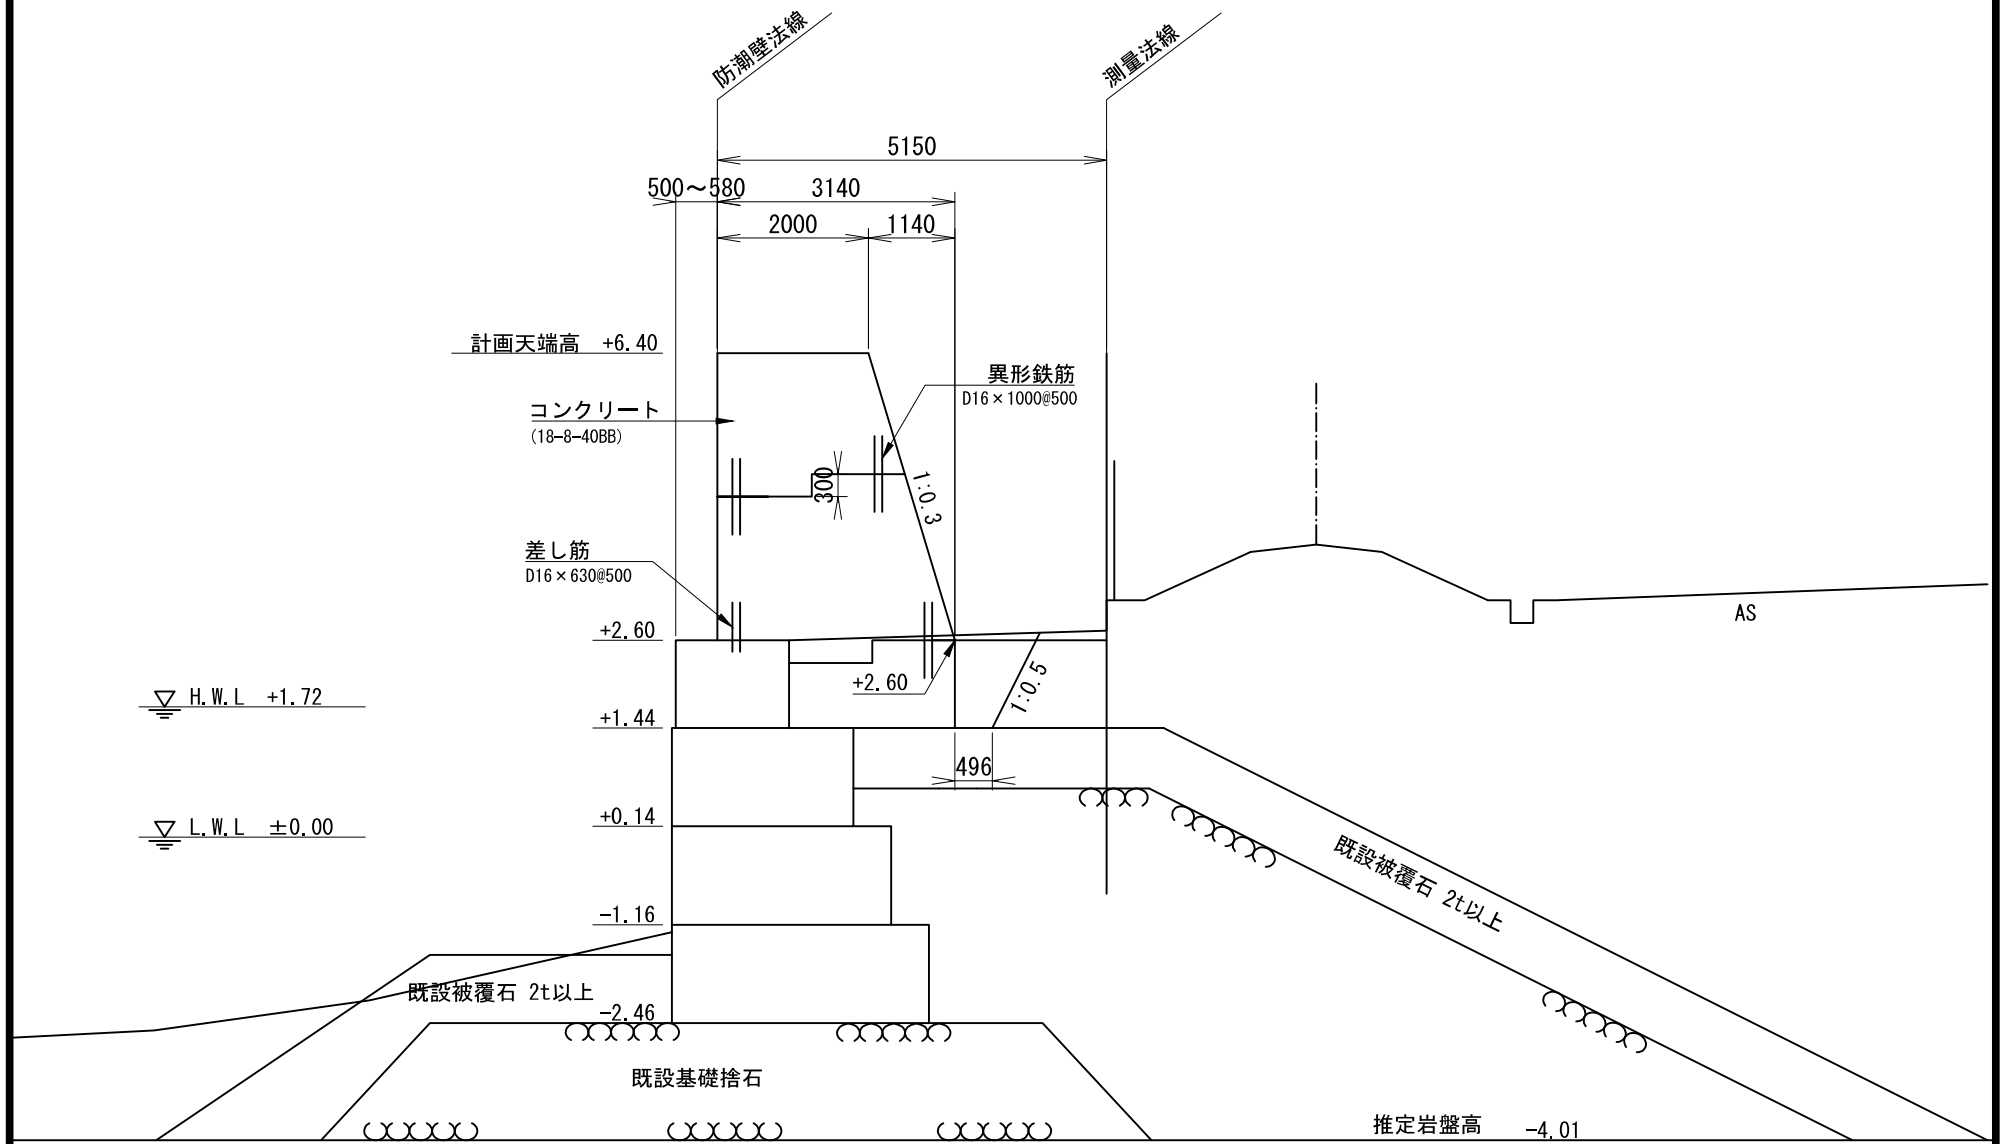 防潮壁法線
測量法線
5150
500～580
3140
2000
1140
計画天端高 +6.40
異形鉄筋
D16×1000@500
コンクリート
(18-8-40BB)
300
1:0.3
差し筋
D16×630@500
AS
+2.60
+2.60
1:0.5
H.W.L +1.72
+1.44
496
+0.14
L.W.L ±0.00
既設被覆石 2t以上
-1.16
既設被覆石 2t以上
-2.46
既設基礎捨石
推定岩盤高 -4.01